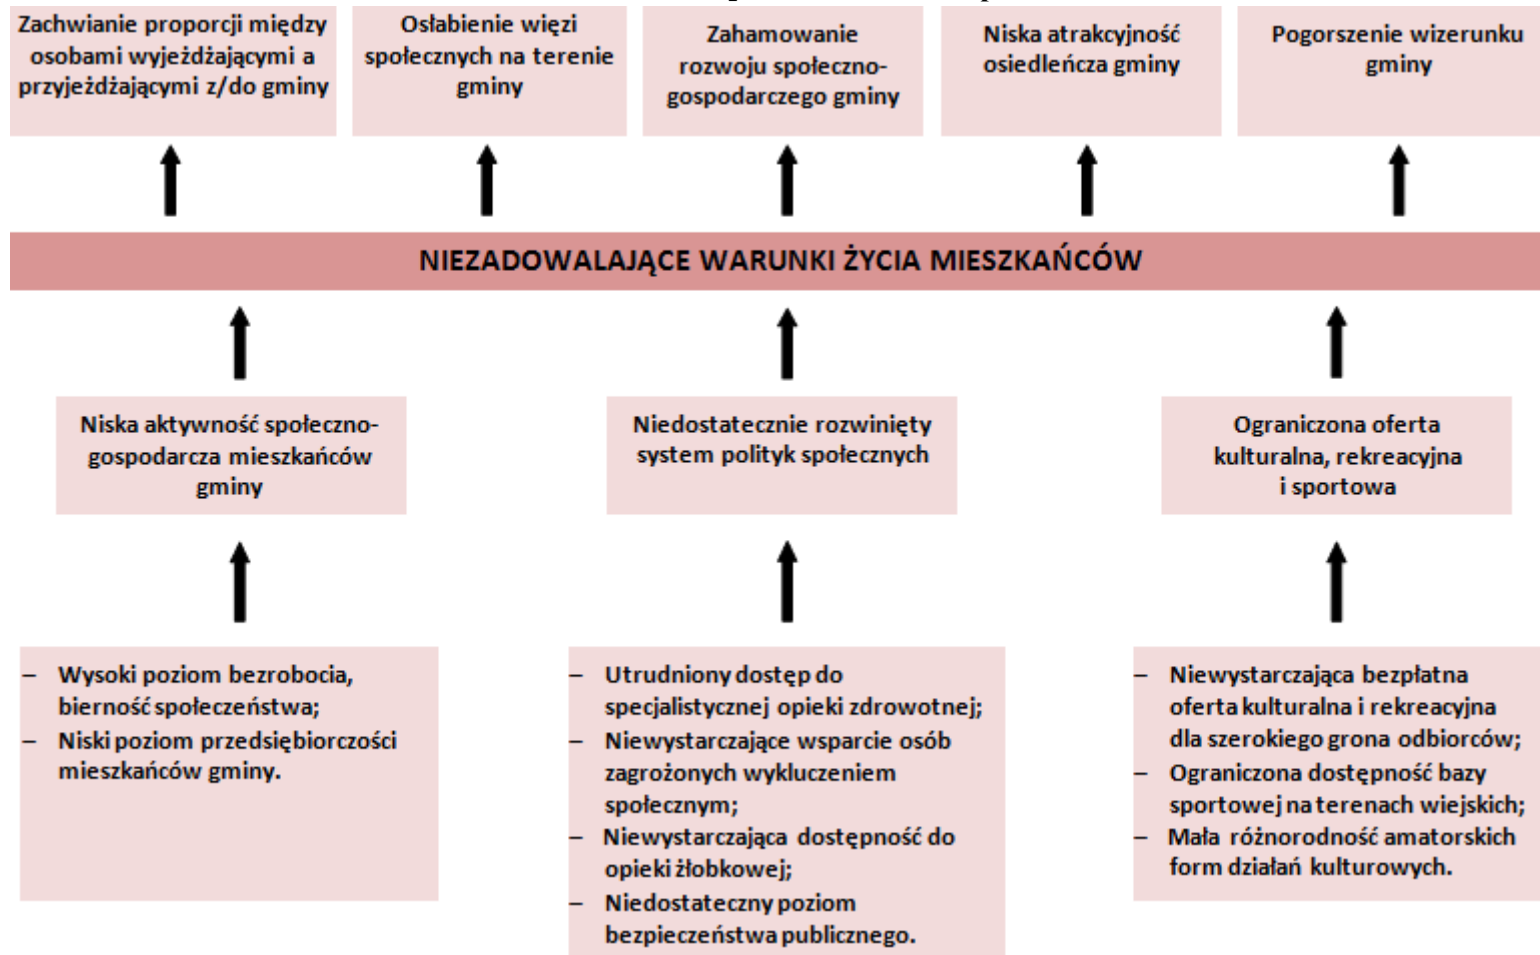 Zachwianie proporcji między
osobami wyjeżdżającymi a
przyjeżdżającymi z/do gminy
Osłabienie więzi
społecznych na terenie
gminy
Zahamowanie
rozwoju społeczno-
gospodarczego gminy
Niska atrakcyjność
osiedleńcza gminy
Pogorszenie wizerunku
gminy
NIEZADOWALAJĄCE WARUNKI ŻYCIA MIESZKAŃCÓW
Niska aktywność społeczno-
gospodarcza mieszkańców
gminy
Niedostatecznie rozwinięty
system polityk społecznych
Ograniczona oferta
kulturalna, rekreacyjna
i sportowa
– Wysoki poziom bezrobocia,
bierność społeczeństwa;
– Niski poziom przedsiębiorczości
mieszkańców gminy.
– Utrudniony dostęp do
specjalistycznej opieki zdrowotnej;
– Niewystarczające wsparcie osób
zagrożonych wykluczeniem
społecznym;
– Niewystarczająca dostępność do
opieki żłobkowej;
– Niedostateczny poziom
bezpieczeństwa publicznego.
– Niewystarczająca bezpłatna
oferta kulturalna i rekreacyjna
dla szerokiego grona odbiorców;
– Ograniczona dostępność bazy
sportowej na terenach wiejskich;
– Mała różnorodność amatorskich
form działań kulturowych.